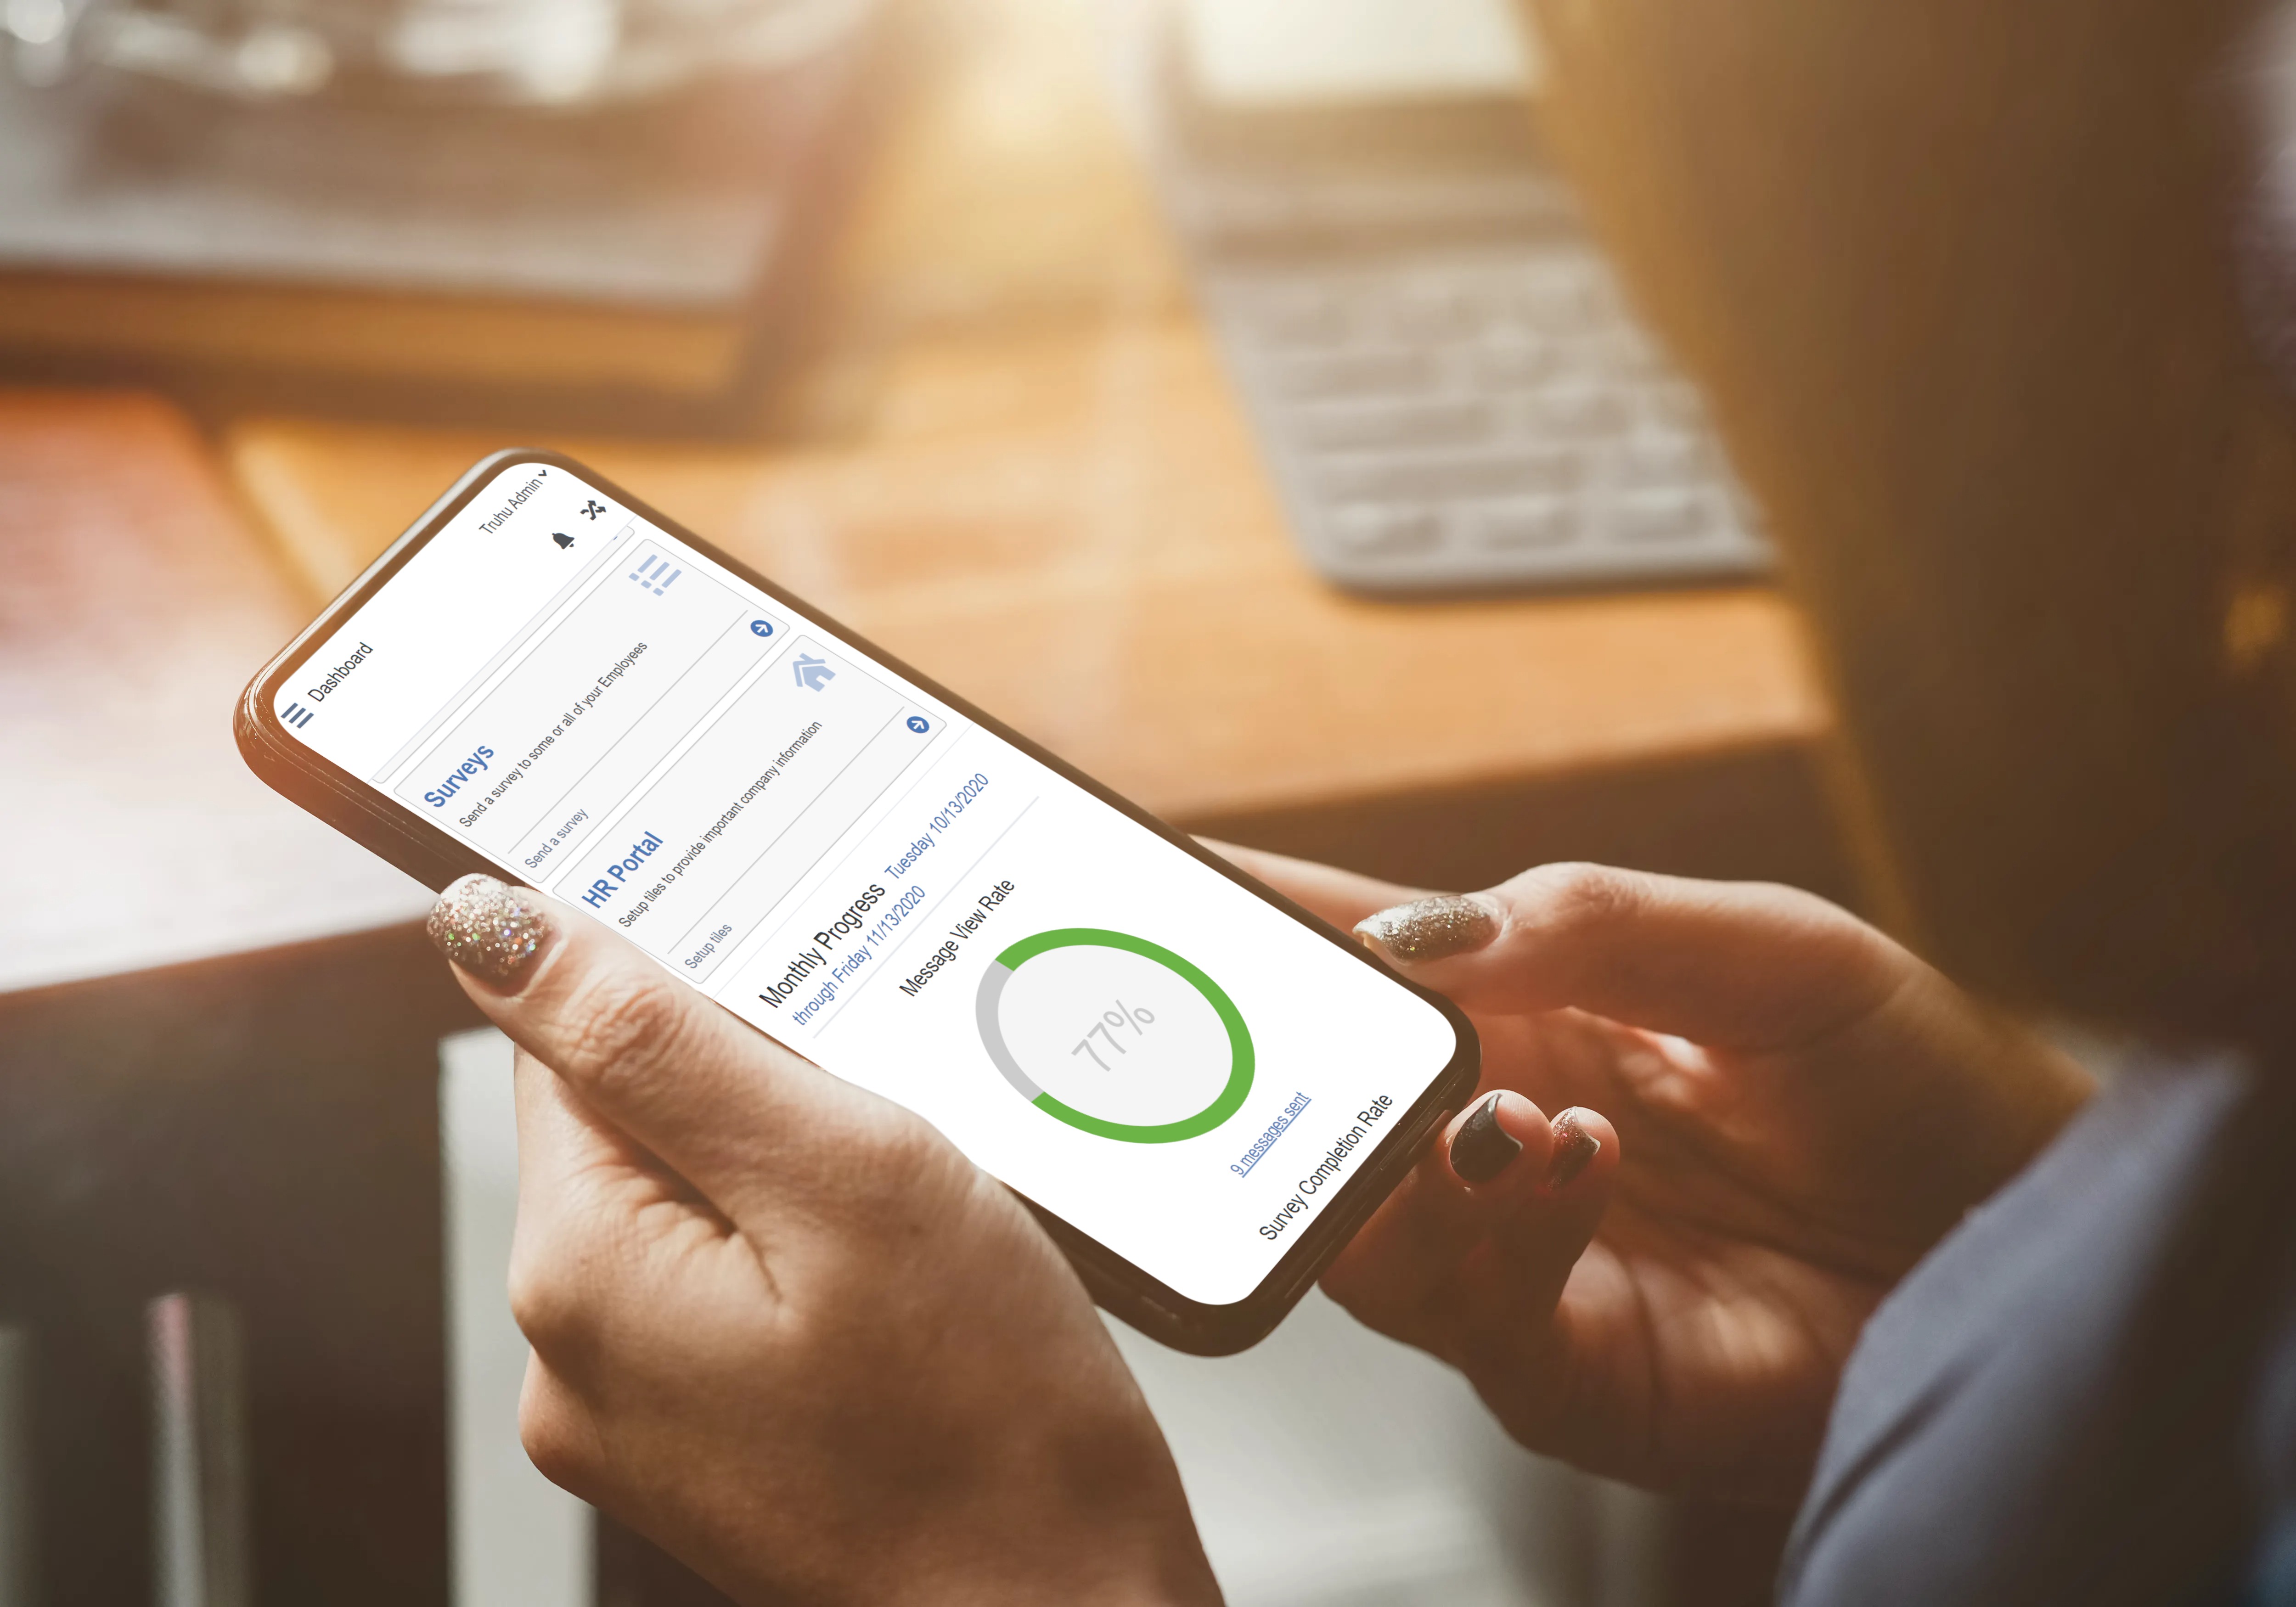 Truhu Admin
Dashboard
Surveys
Send a survey to some or all of your Employees
Send a survey
HR Portal
Setup tiles to provide important company information
Setup tiles
Monthly Progress Tuesday 10/13/2020
through Friday 11/13/2020
Message View Rate
77%
9 messages sent
Survey Completion Rate